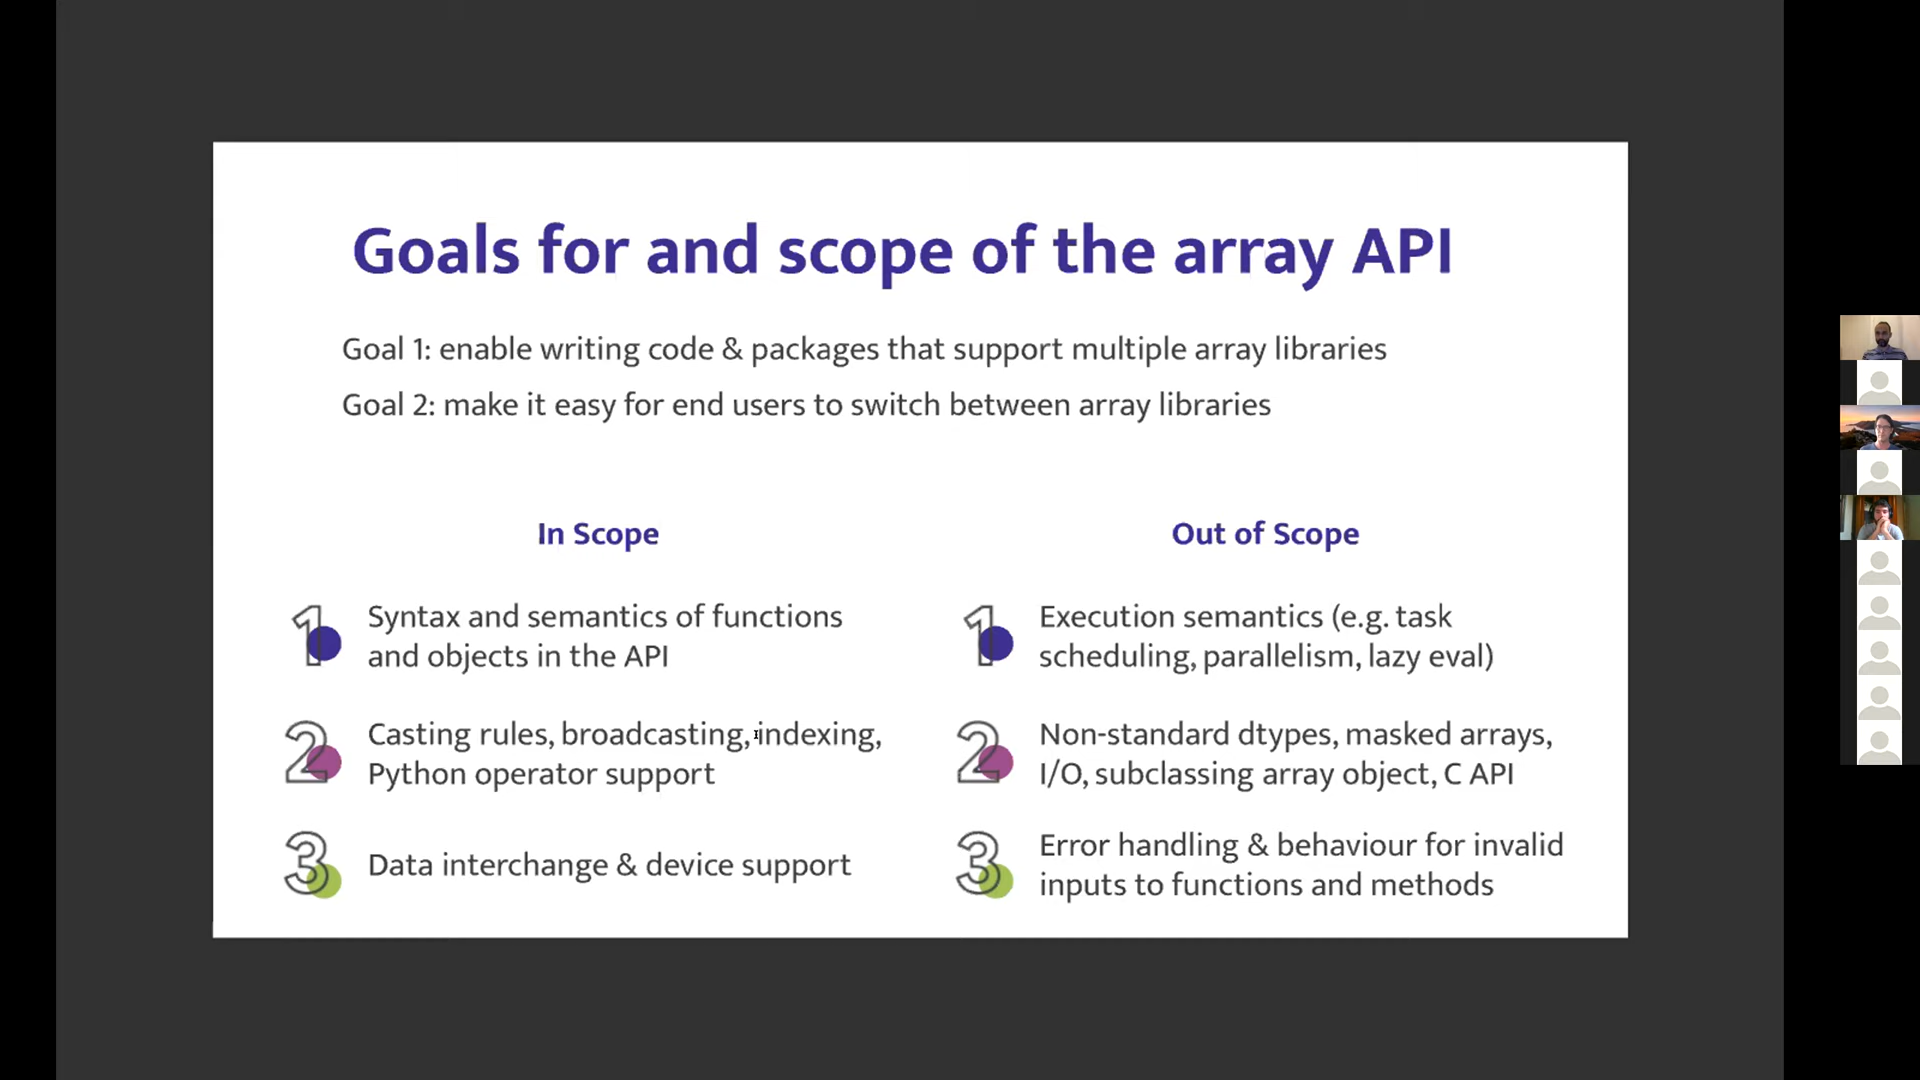 Goals for and scope of the array API
Goal 1: enable writing code & packages that support multiple array libraries
Goal 2: make it easy for end users to switch between array libraries
In Scope
1
Syntax and semantics of functions
and objects in the API
2
Casting rules, broadcasting, indexing,
Python operator support
3
Data interchange & device support
Out of Scope
1
Execution semantics (e.g. task
scheduling, parallelism, lazy eval)
2
Non-standard dtypes, masked arrays,
I/O, subclassing array object, C API
3
Error handling & behaviour for invalid
inputs to functions and methods